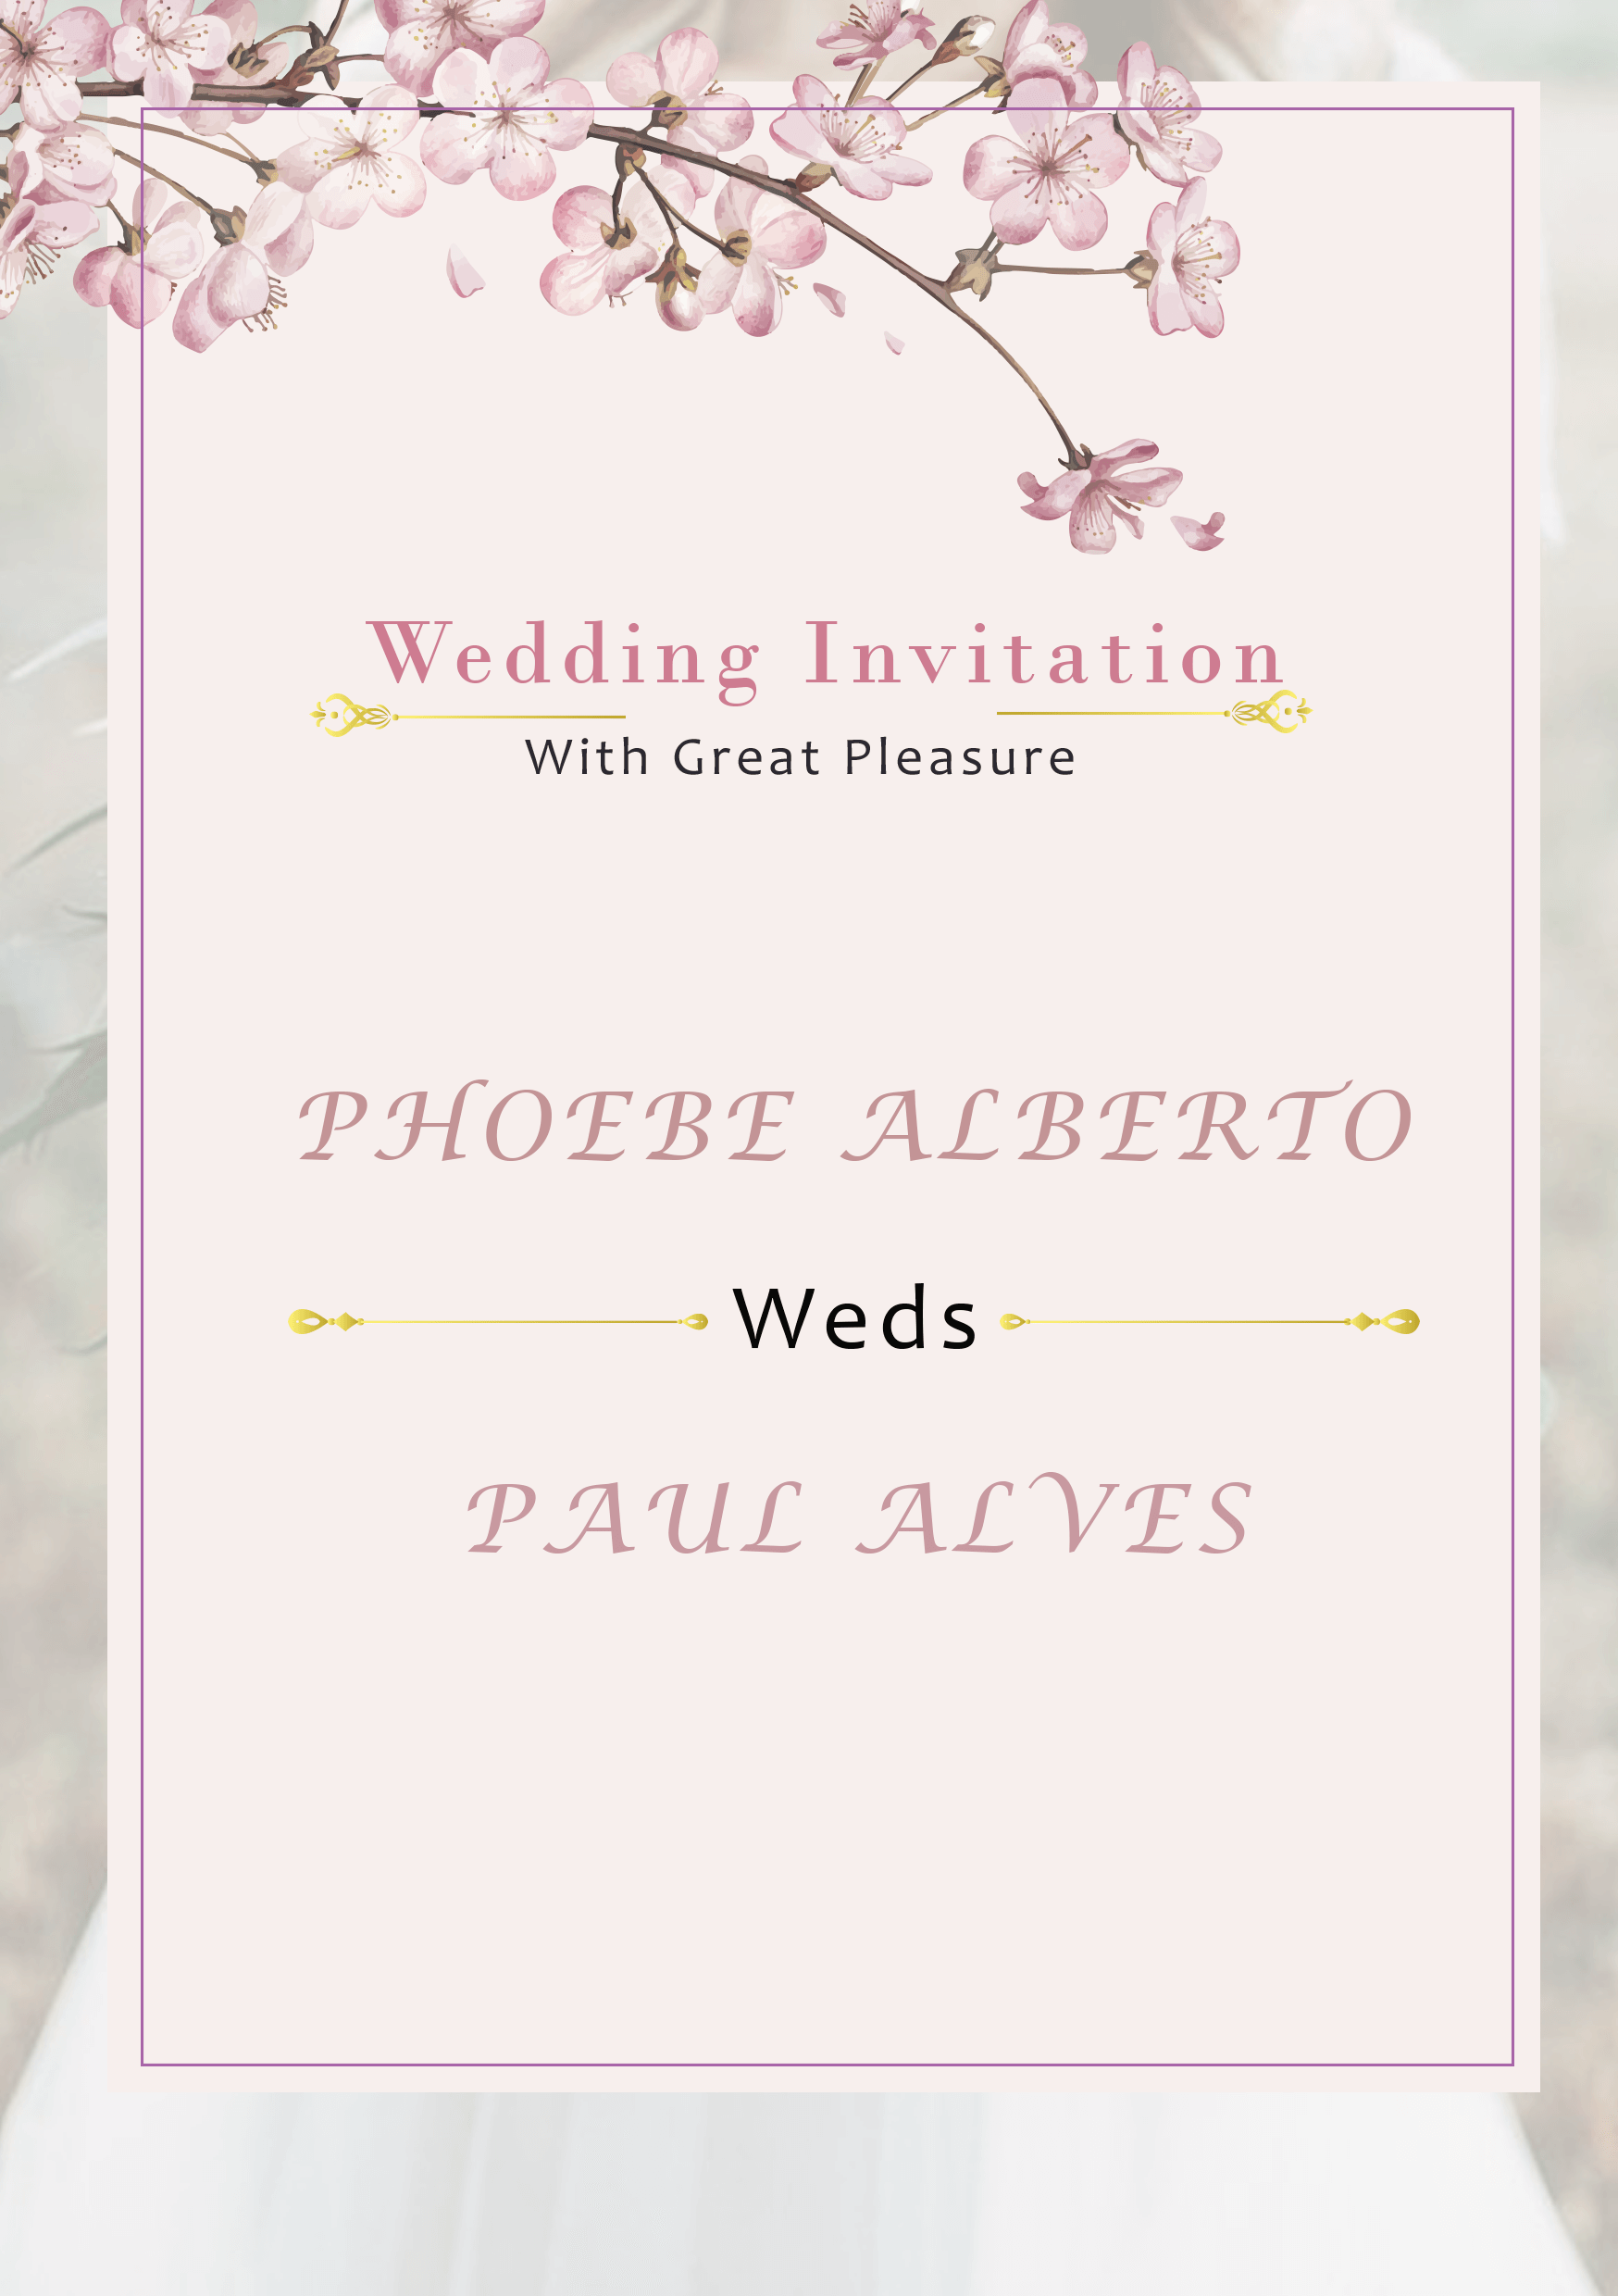 Wedding Invitation
With Great Pleasure
PHOEBE ALBERTO
Weds
PAUL ALVES